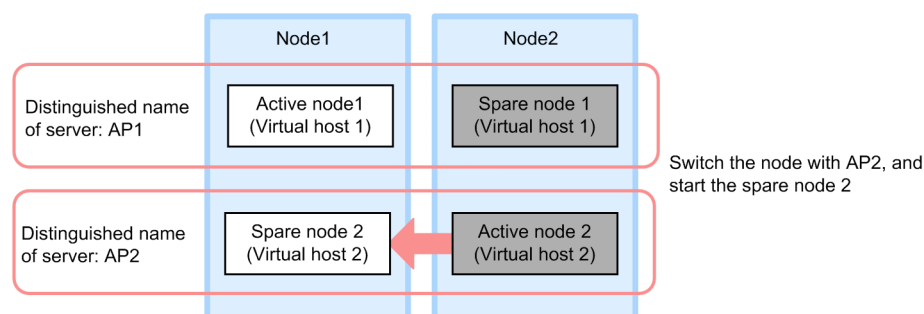 Node1
Node2
Distinguished name
of server: AP1
Active node1
(Virtual host 1)
Spare node 1
(Virtual host 1)
Switch the node with AP2, and
start the spare node 2
Distinguished name
of server: AP2
Spare node 2
(Virtual host 2)
Active node 2
(Virtual host 2)